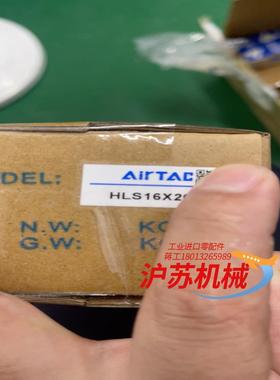 DEL:
AirTAC
HLS16X2
N.W: KG
G.W: K
工业进口零配件
蒋工18013265989
沪苏机械